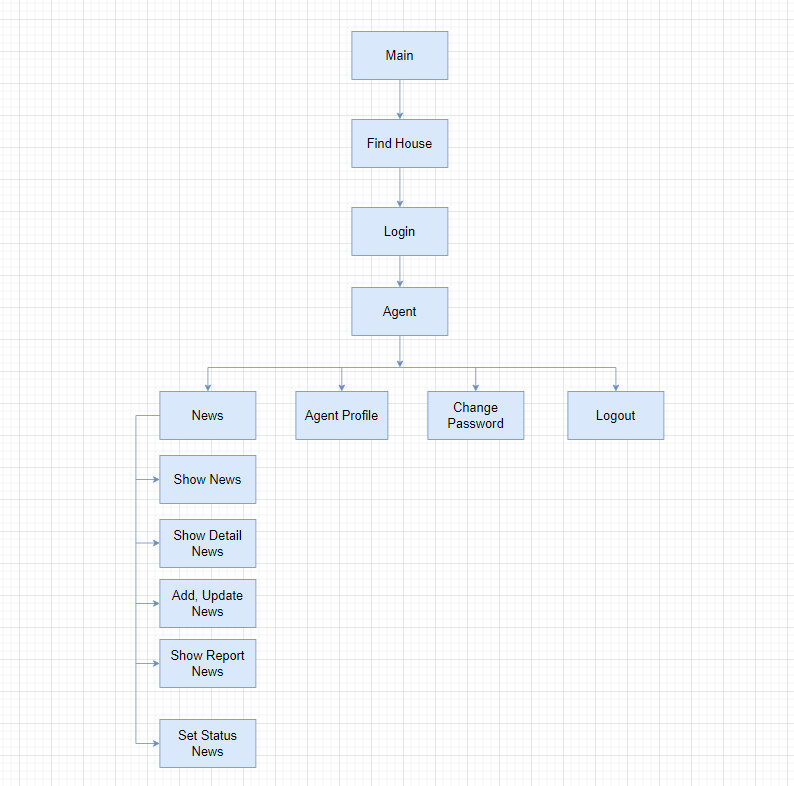 Main
Find House
Login
Agent
News
Agent Profile
Change
Password
Logout
Show News
Show Detail
News
Add, Update
News
Show Report
News
Set Status
News